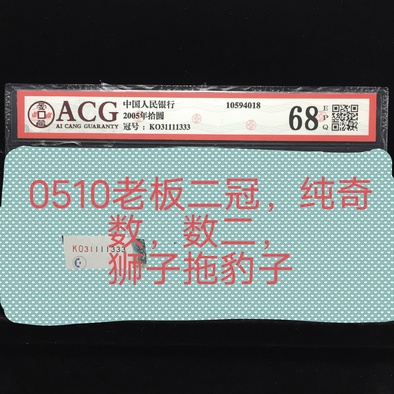 ACG
AI CANG GUARANTY
中国人民银行
2005年拾圆
冠号:KO31111333
10594018
68
EPQ
0510老板二冠，纯奇
数，数二，
狮子拖豹子
KO31111333